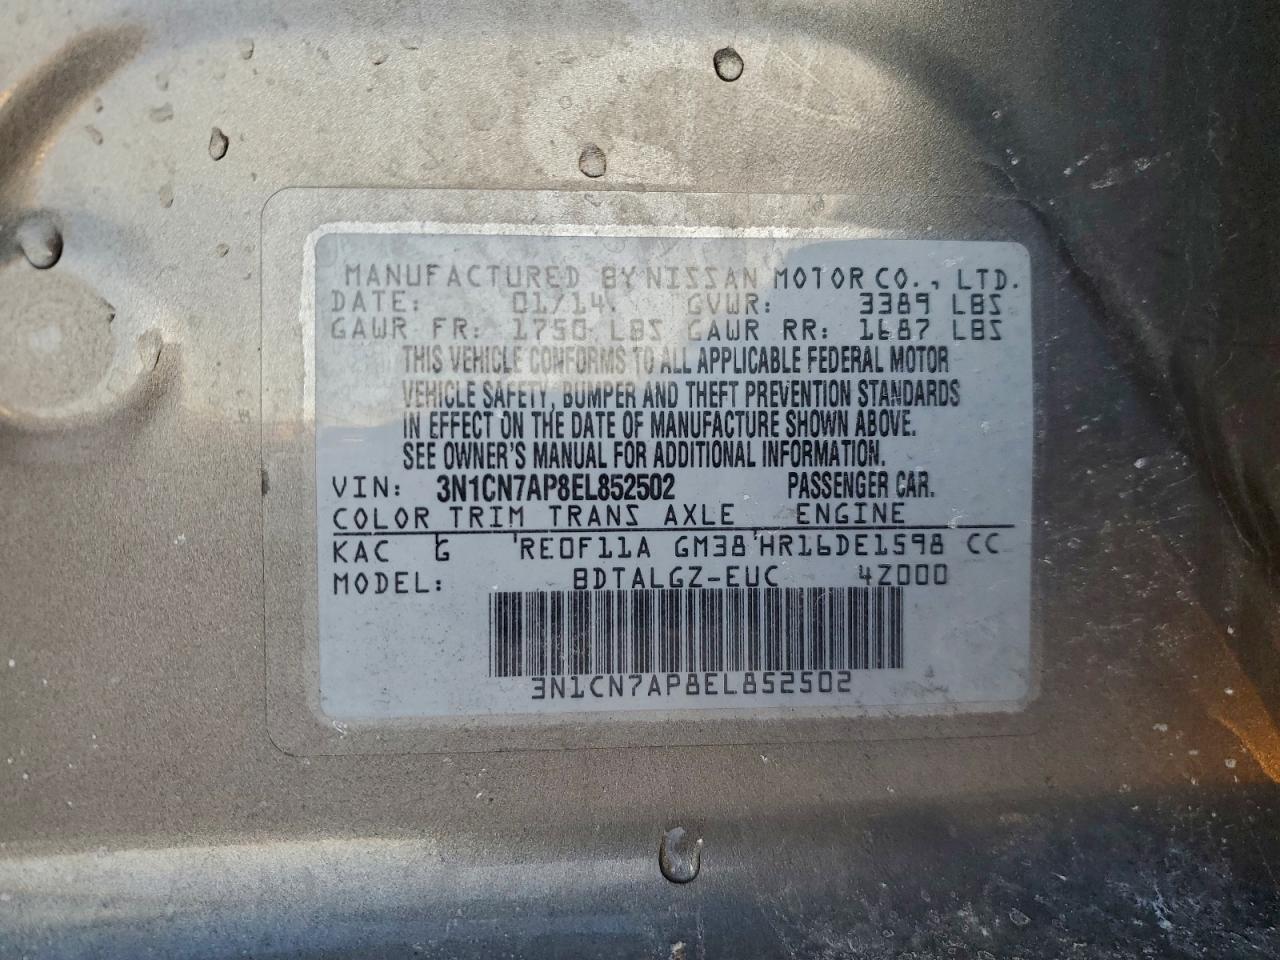 MANUFACTURED BY NISSAN MOTOR CO., LTD.
DATE: 01/14. GVWR: 3389 LBS
GAWR FR: 1750 LBS GAWR RR: 1687 LBS
THIS VEHICLE CONFORMS TO ALL APPLICABLE FEDERAL MOTOR
VEHICLE SAFETY, BUMPER AND THEFT PREVENTION STANDARDS
IN EFFECT ON THE DATE OF MANUFACTURE SHOWN ABOVE.
SEE OWNER'S MANUAL FOR ADDITIONAL INFORMATION.
VIN: 3N1CN7AP8EL852502 PASSENGER CAR.
COLOR TRIM TRANS AXLE ENGINE
KAC G RE0F11A GM38 HR16DE1598 CC
MODEL: BDTALGZ-EUC 4Z000
3N1CN7AP8EL852502